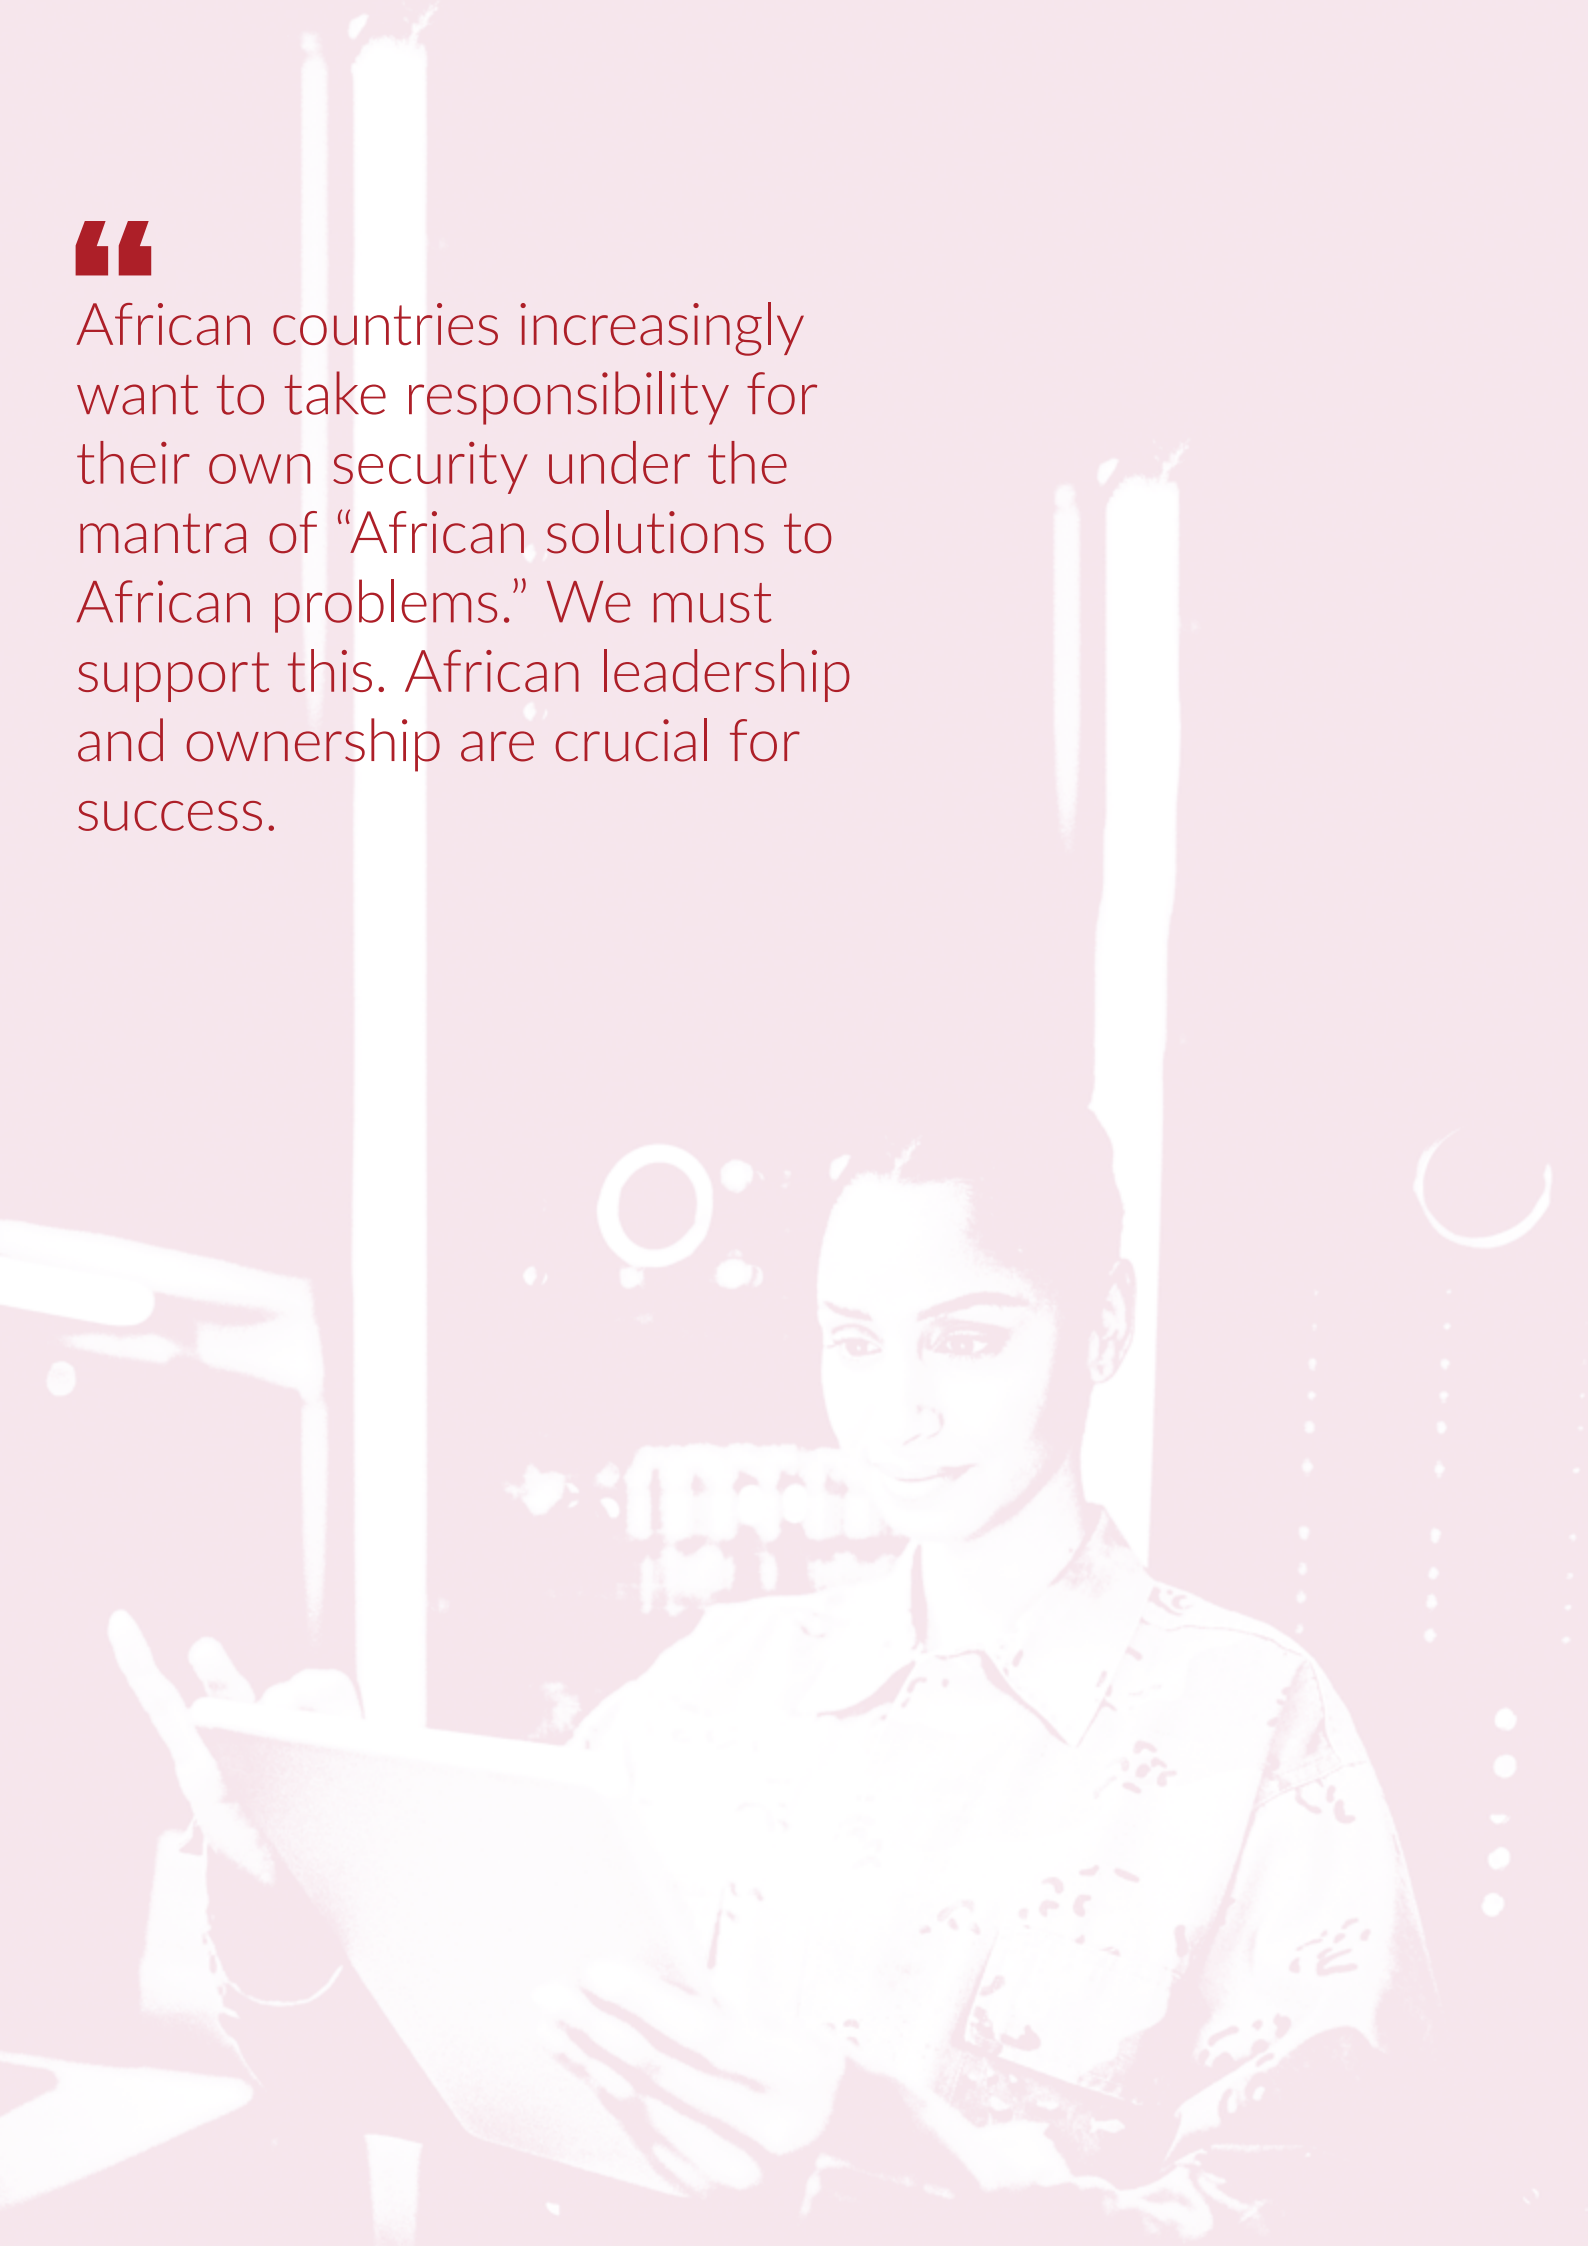 “
African countries increasingly
want to take responsibility for
their own security under the
mantra of “African solutions to
African problems.” We must
support this. African leadership
and ownership are crucial for
success.